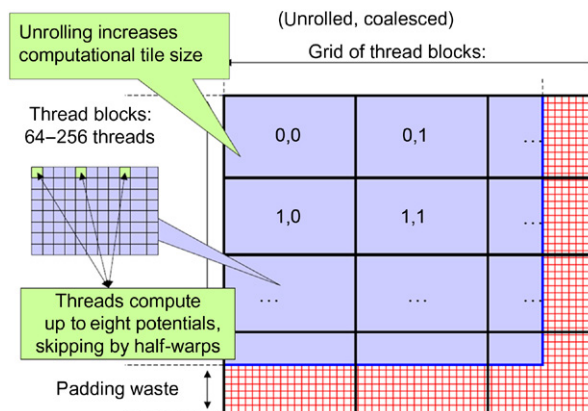 (Unrolled, coalesced)
Unrolling increases
computational tile size
Grid of thread blocks:
Thread blocks:
64–256 threads
0,0 0,1 ...
1,0 1,1 ...
... ... ...
Threads compute
up to eight potentials,
skipping by half-warps
Padding waste